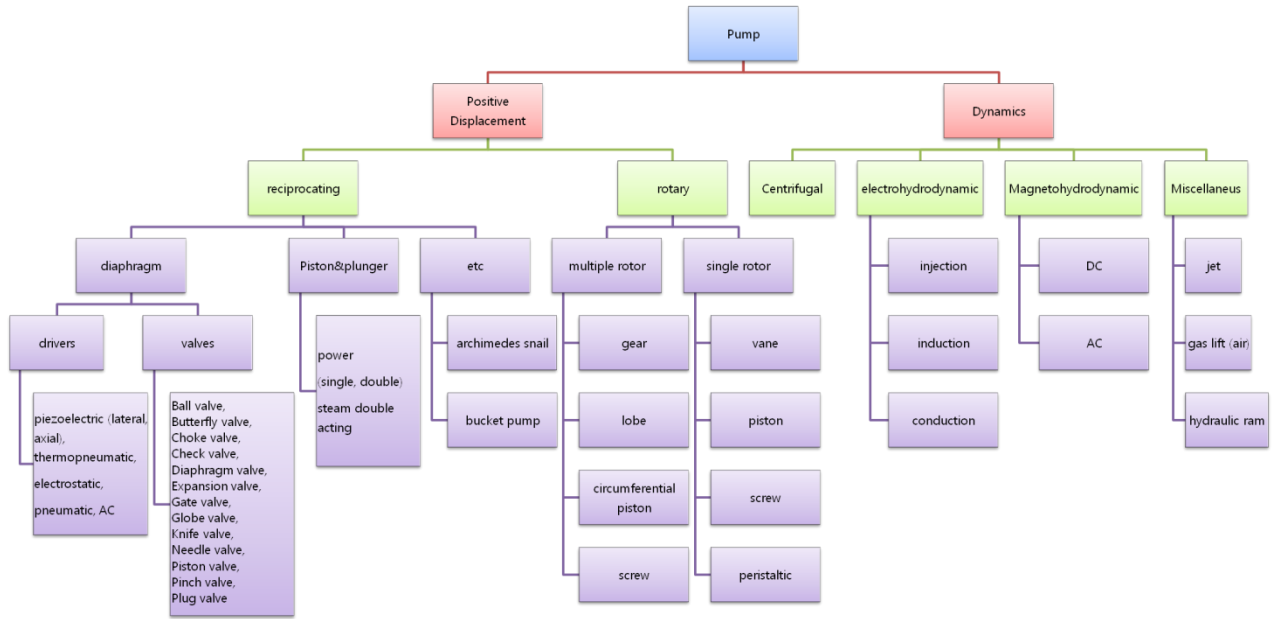 Pump
Positive
Displacement
Dynamics
reciprocating
rotary
Centrifugal
electrohydrodynamic
Magnetohydrodynamic
Miscellaneus
diaphragm
Piston&plunger
etc
multiple rotor
single rotor
injection
DC
jet
drivers
valves
power
(single, double)
steam double
acting
archimedes snail
gear
vane
induction
AC
gas lift (air)
piezoelectric (lateral,
axial),
thermopneumatic,
electrostatic,
pneumatic, AC
Ball valve,
Butterfly valve,
Choke valve,
Check valve,
Diaphragm valve,
Expansion valve,
Gate valve,
Globe valve,
Knife valve,
Needle valve,
Piston valve,
Pinch valve,
Plug valve
bucket pump
lobe
piston
conduction
hydraulic ram
circumferential
piston
screw
screw
peristaltic